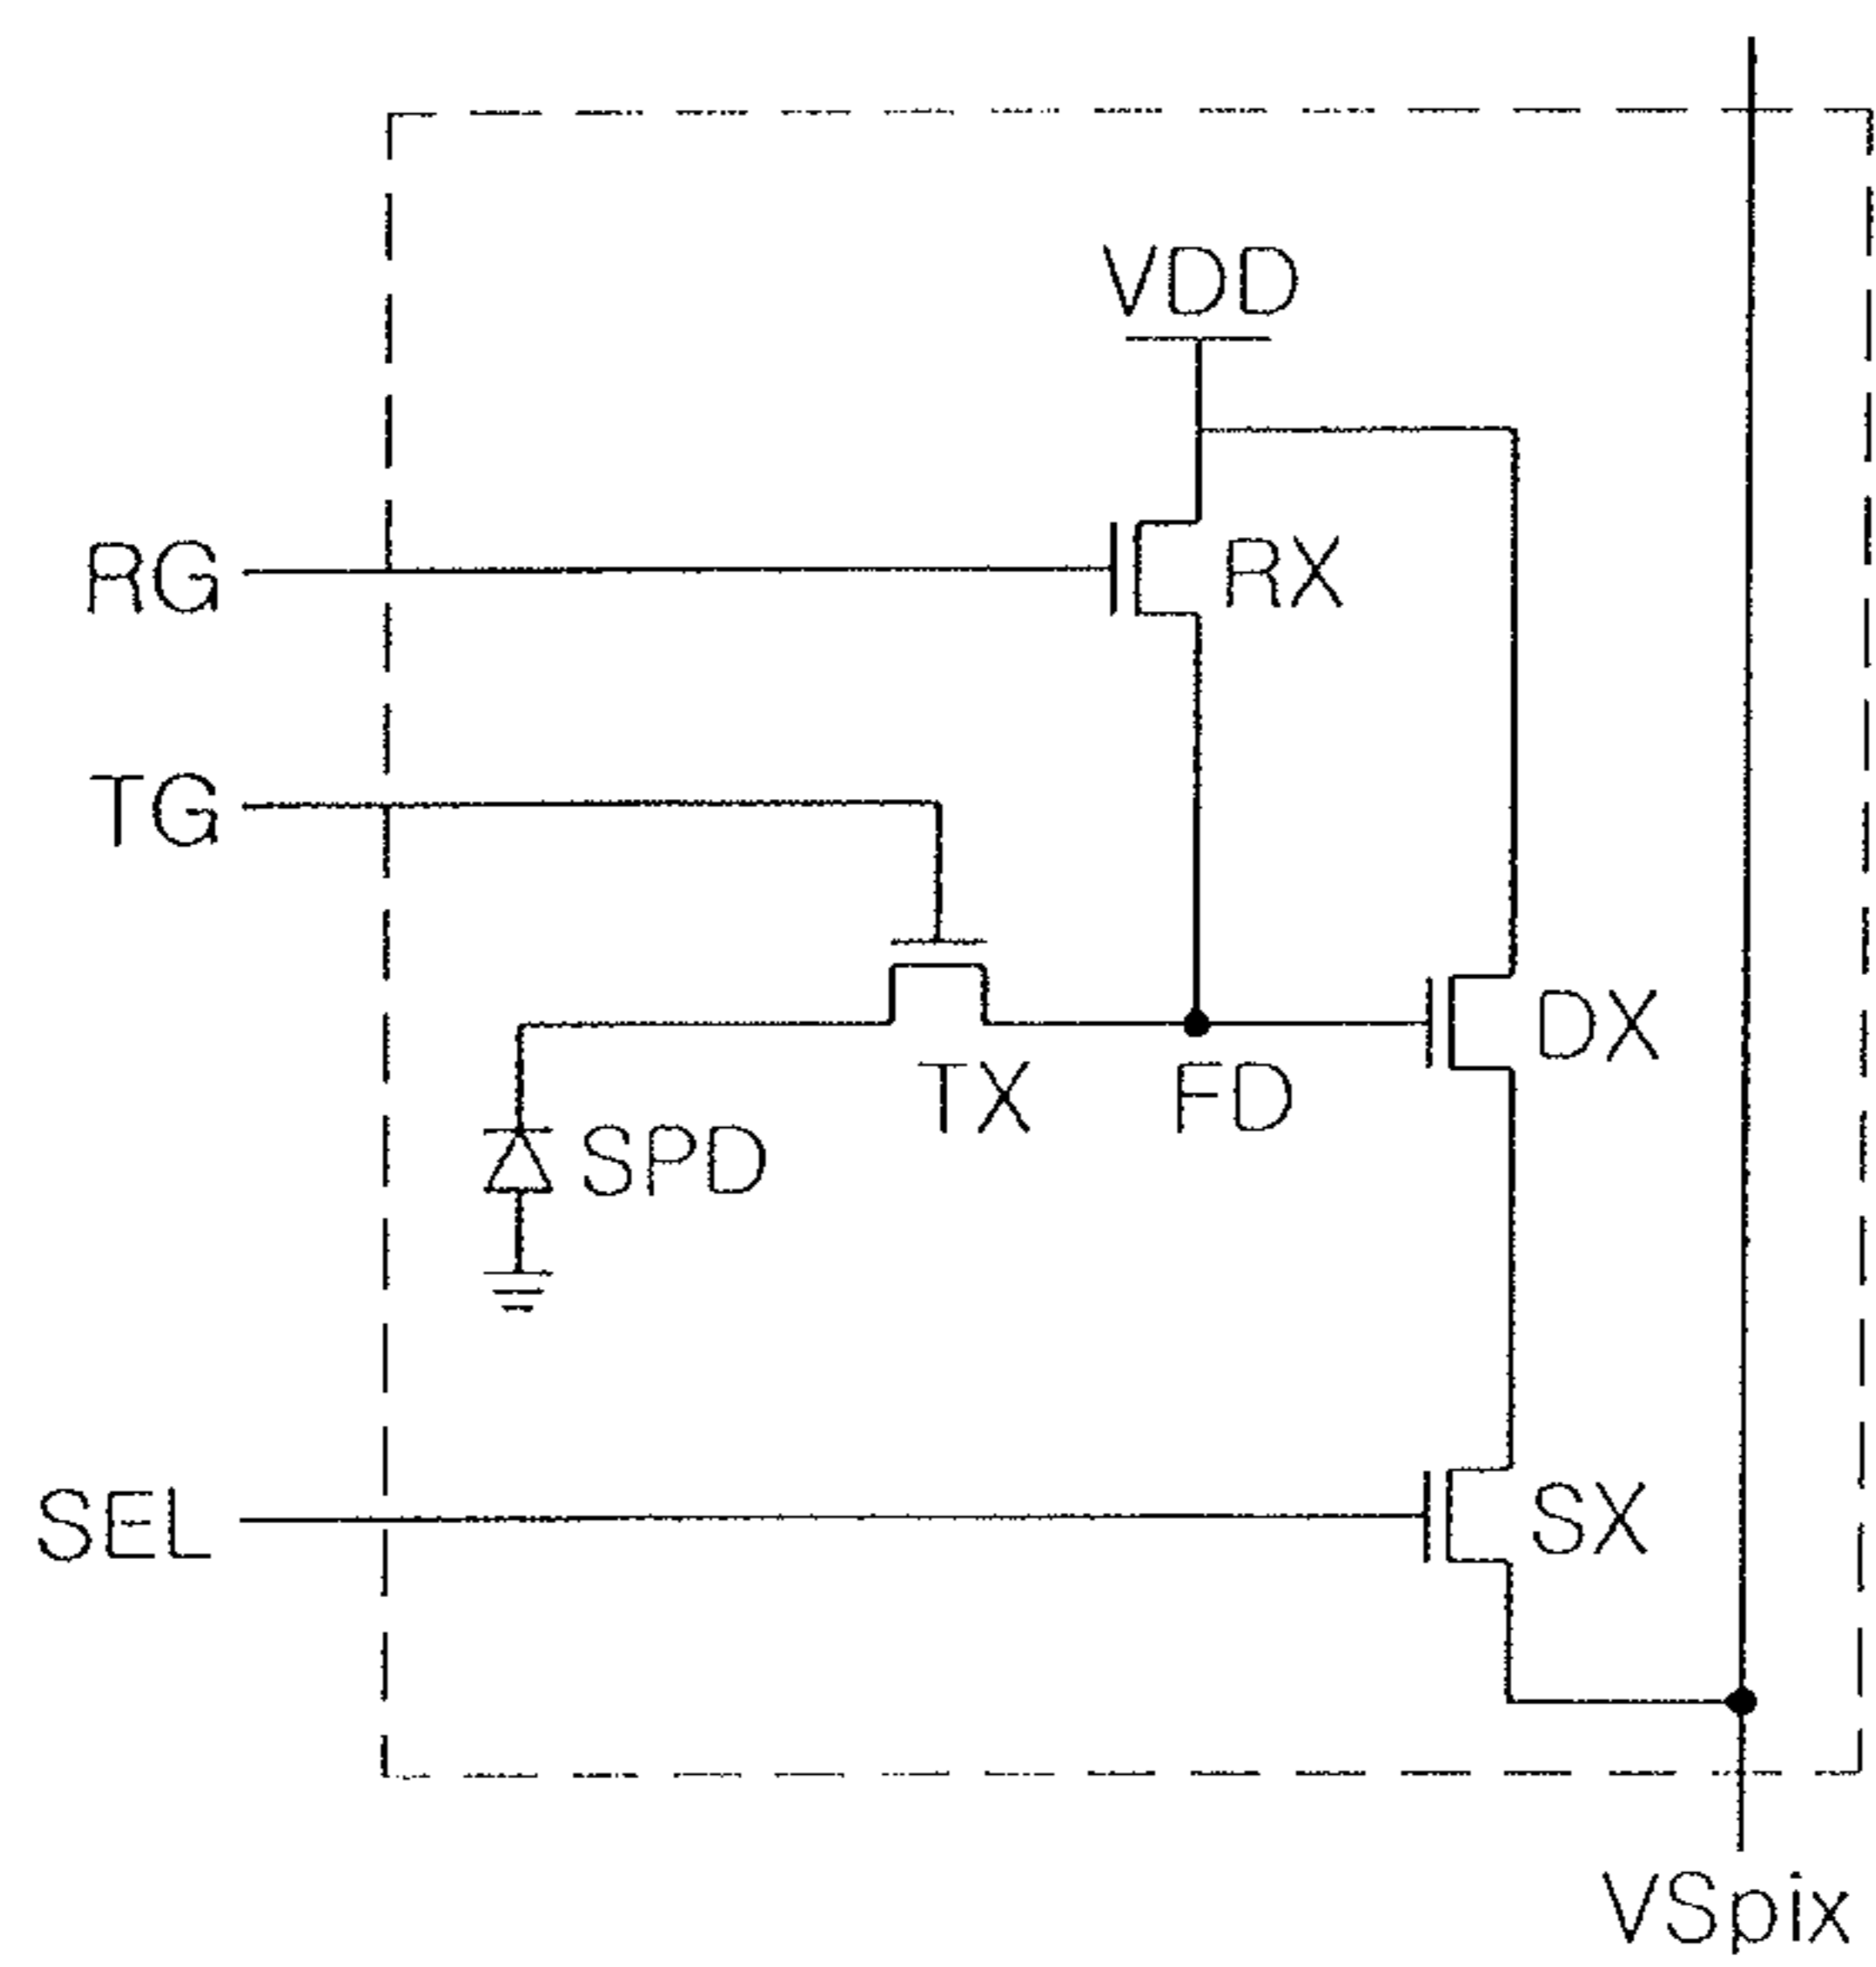 VDD
RG
RX
TG
DX
TX
FD
SPD
SEL
SX
VSpix